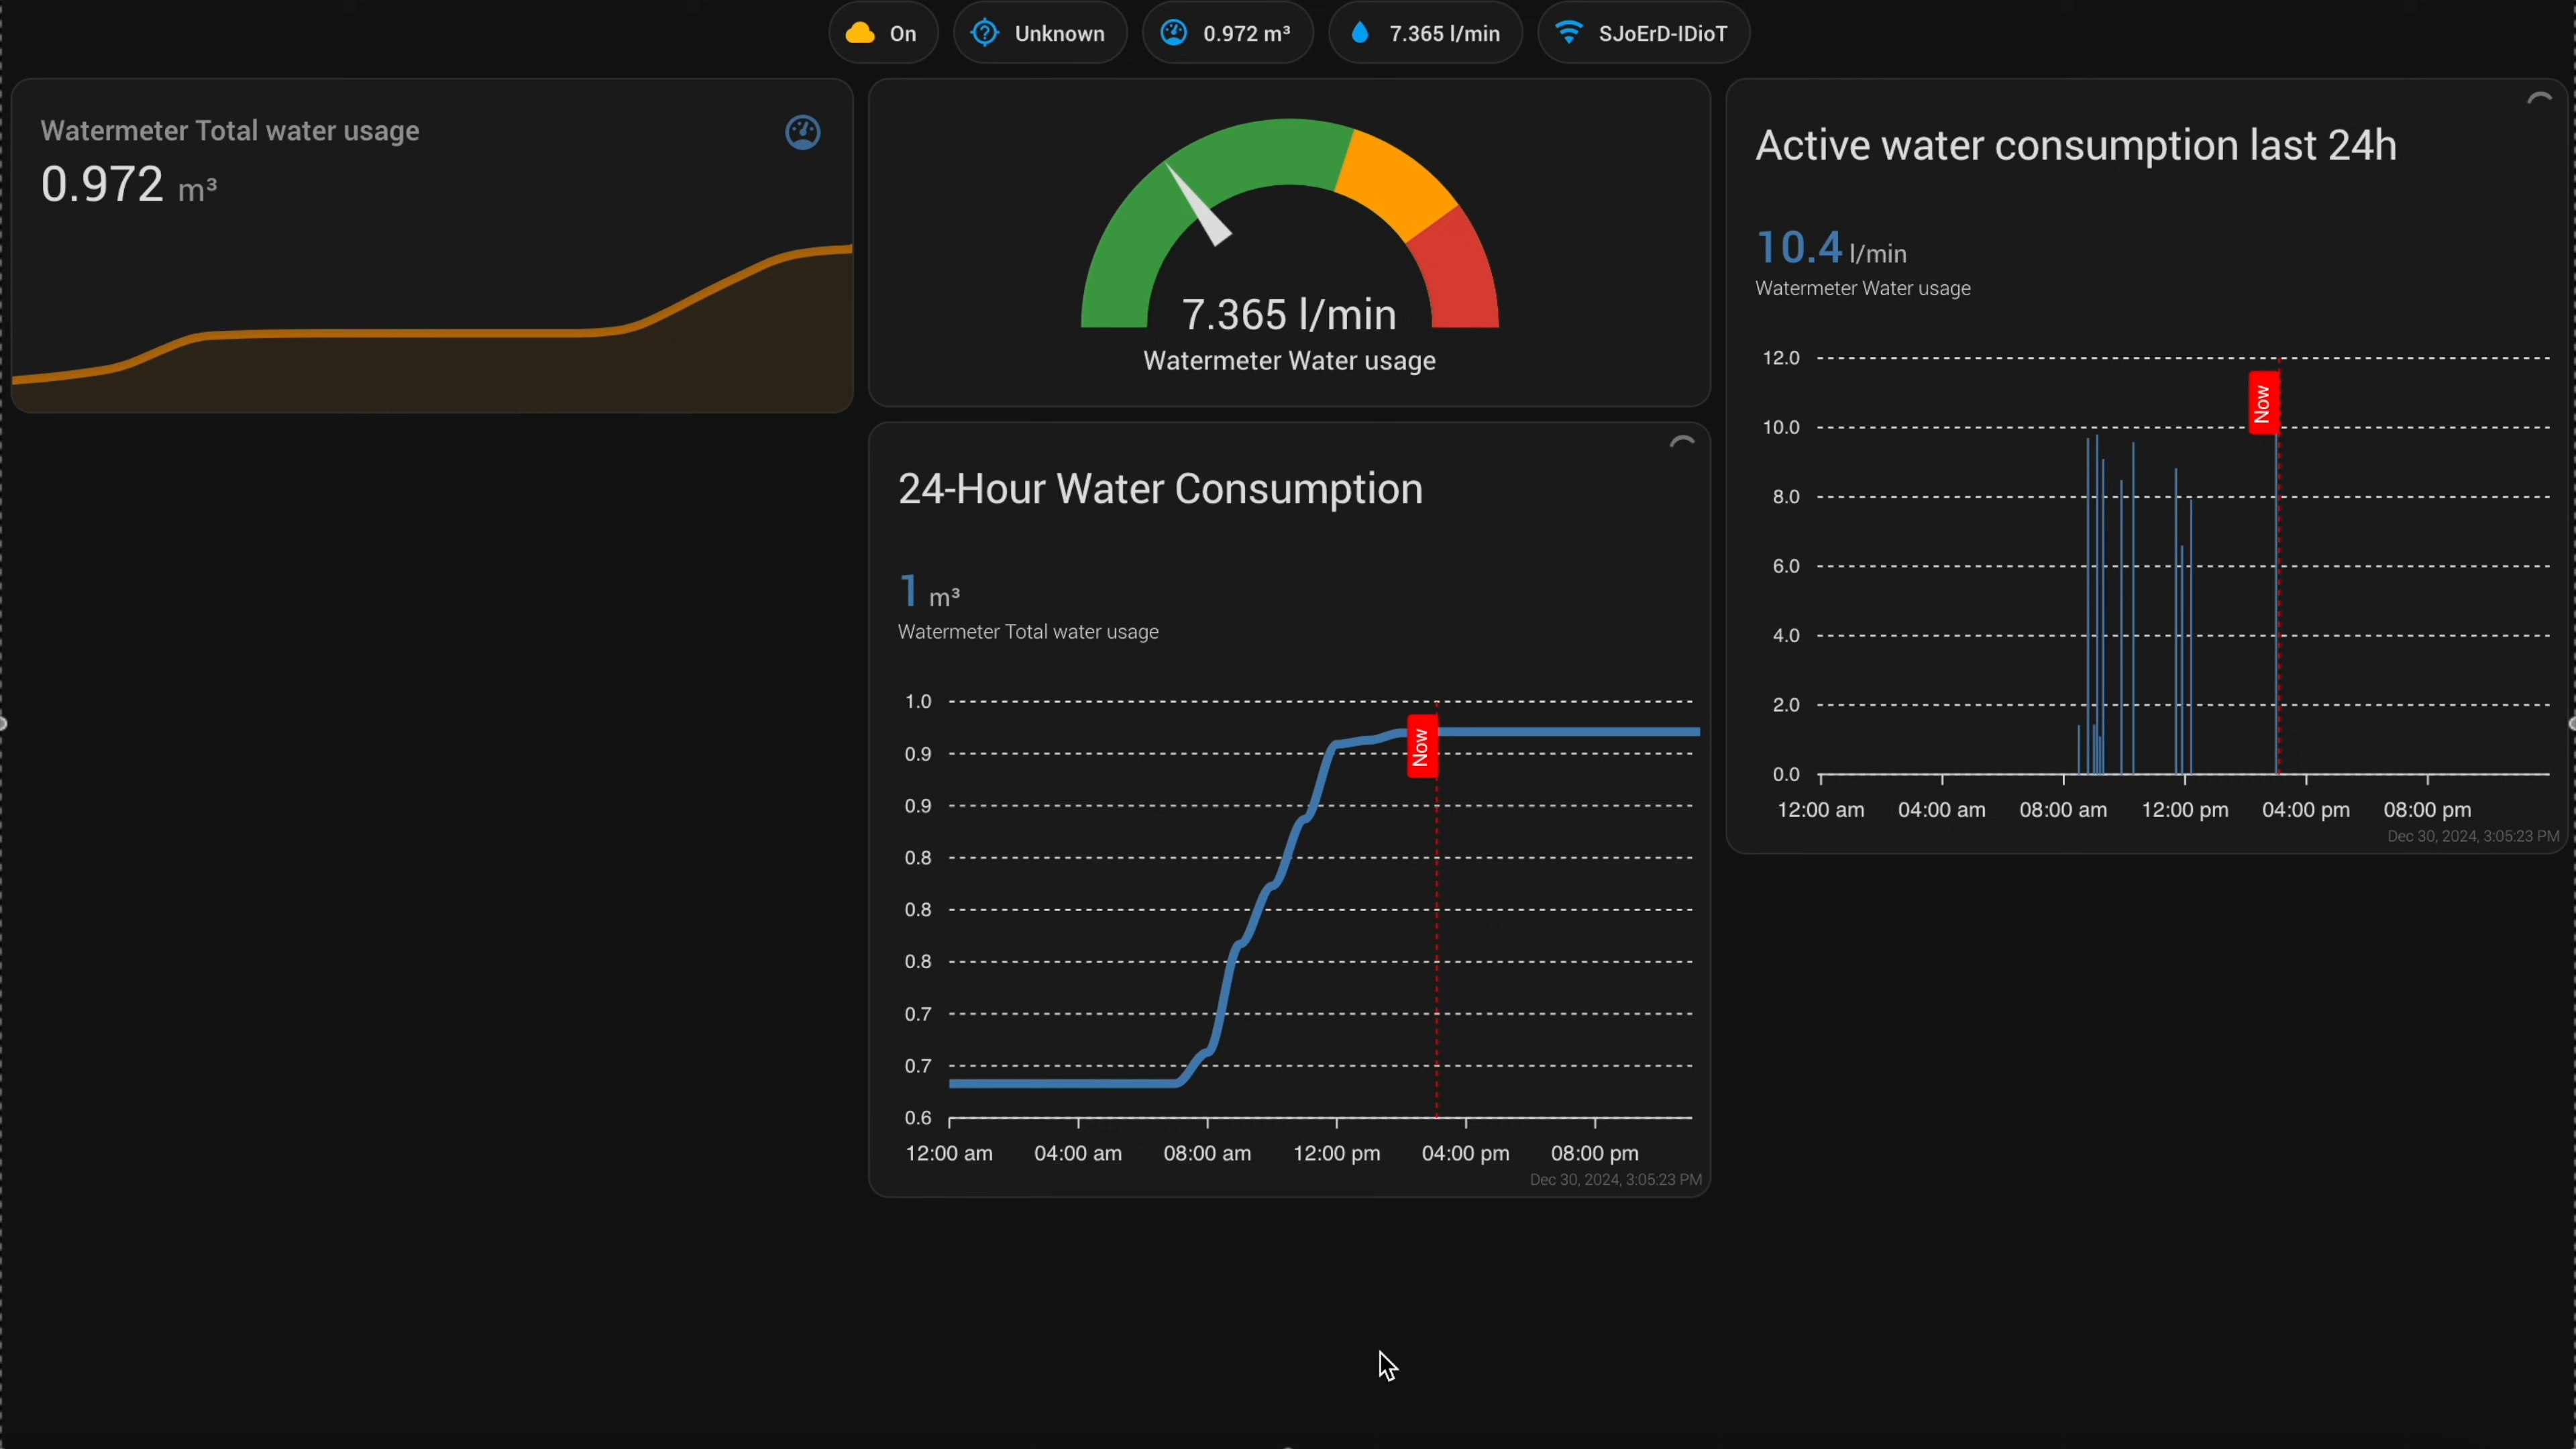 On
Unknown
0.972 m³
7.365 l/min
SJoErD-IDioT
Watermeter Total water usage
0.972 m³
7.365 l/min
Watermeter Water usage
24-Hour Water Consumption
1 m³
Watermeter Total water usage
1.0
0.9
0.9
0.8
0.8
0.8
0.7
0.7
0.6
Now
12:00 am 04:00 am 08:00 am 12:00 pm 04:00 pm 08:00 pm
Dec 30, 2024, 3:05:23 PM
Active water consumption last 24h
10.4 l/min
Watermeter Water usage
12.0
10.0
8.0
6.0
4.0
2.0
0.0
Now
12:00 am 04:00 am 08:00 am 12:00 pm 04:00 pm 08:00 pm
Dec 30, 2024, 3:05:23 PM